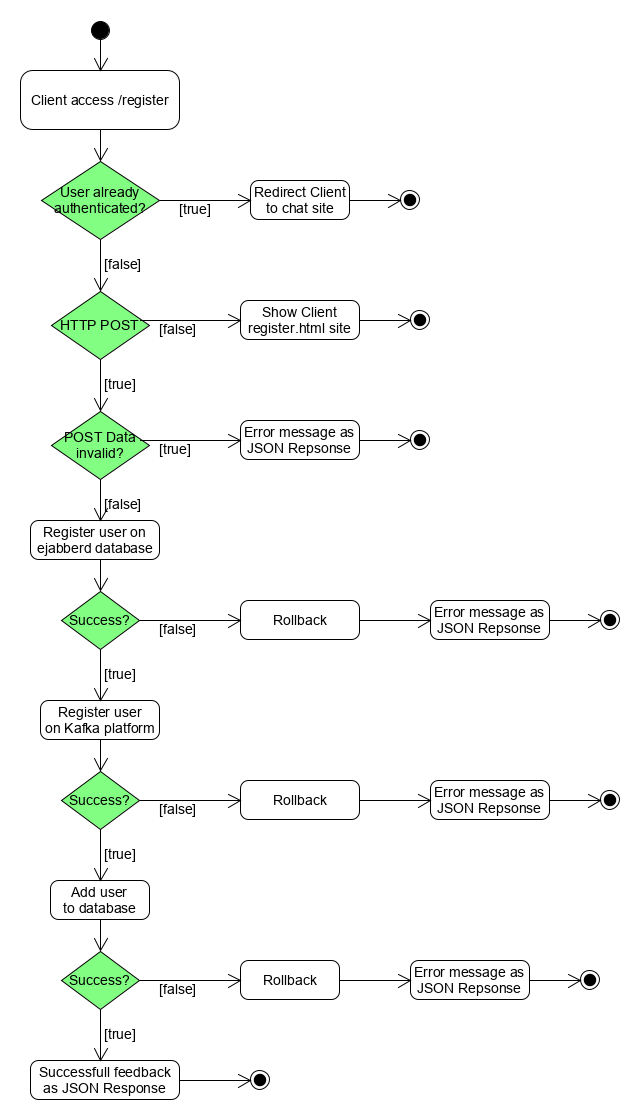 Client access /register
User already
authenticated?
[true]
Redirect Client
to chat site
[false]
HTTP POST
[false]
Show Client
register.html site
[true]
POST Data
invalid?
[true]
Error message as
JSON Repsonse
[false]
Register user on
ejabberd database
Success?
[false]
Rollback
Error message as
JSON Repsonse
[true]
Register user
on Kafka platform
Success?
[false]
Rollback
Error message as
JSON Repsonse
[true]
Add user
to database
Success?
[false]
Rollback
Error message as
JSON Repsonse
[true]
Successfull feedback
as JSON Response